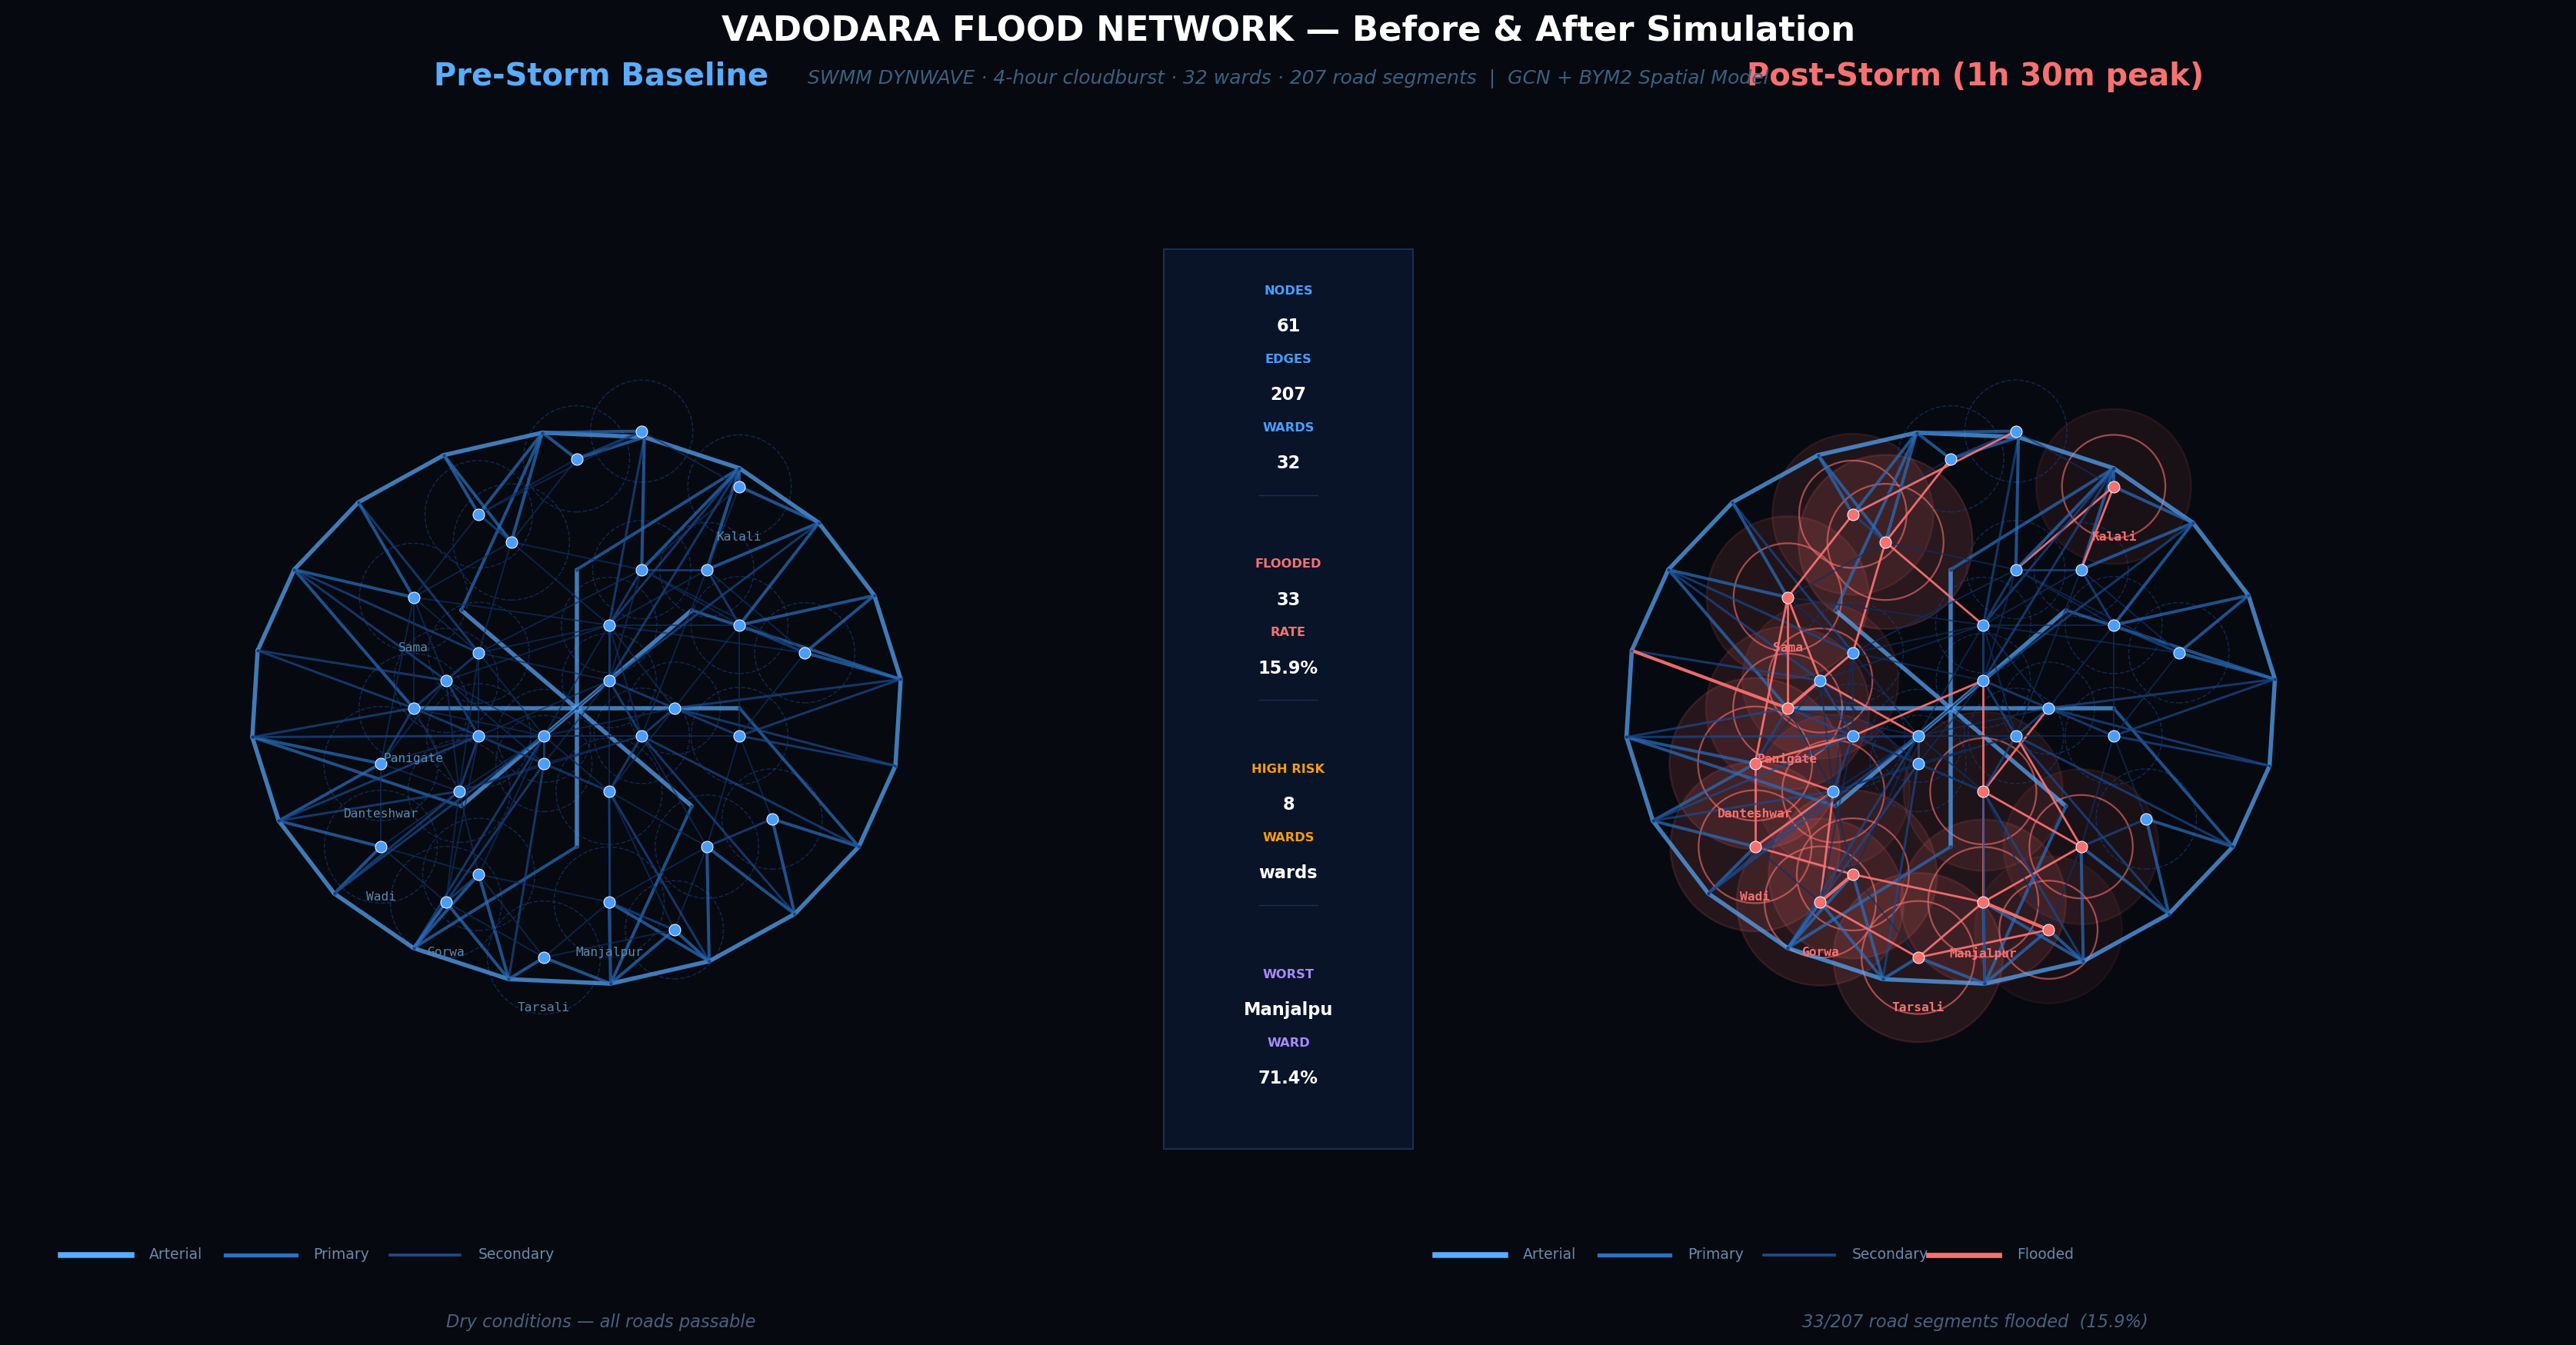 VADODARA FLOOD NETWORK — Before & After Simulation
Pre-Storm Baseline
SWMM DYNWAVE · 4-hour cloudburst · 32 wards · 207 road segments | GCN + BYM2 Spatial Model
Post-Storm (1h 30m peak)
Kalali
Sama
Panigate
Danteshwar
Wadi
Gorwa
Manjalpur
Tarsali
NODES
61
EDGES
207
WARDS
32
FLOODED
33
RATE
15.9%
HIGH RISK
8
WARDS
wards
WORST
Manjalpu
WARD
71.4%
Kalali
Sama
Panigate
Danteshwar
Wadi
Gorwa
Manjalpur
Tarsali
Arterial Primary Secondary
Arterial Primary Secondary Flooded
Dry conditions — all roads passable
33/207 road segments flooded (15.9%)